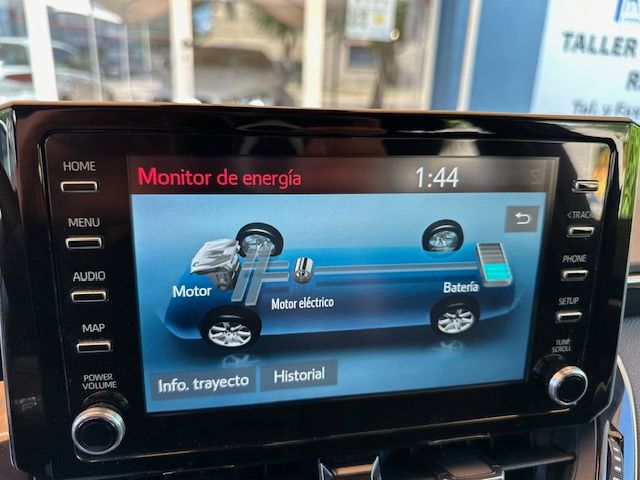 TALLER
HOME
MENU
AUDIO
MAP
POWER
VOLUME
Monitor de energía
1:44
Motor
Motor eléctrico
Batería
Info. trayecto
Historial
<TRACK
PHONE
SETUP
TUNE
SCROLL